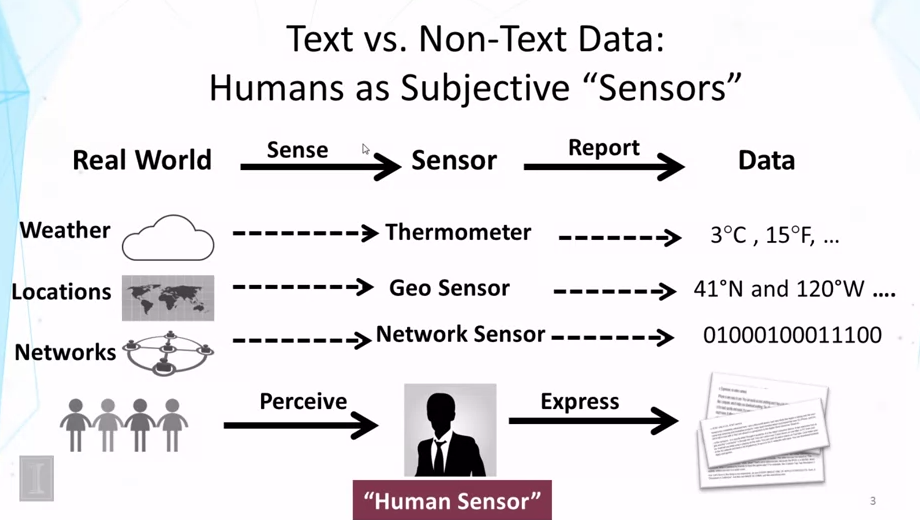 Text vs. Non-Text Data:
Humans as Subjective “Sensors”
Real World Sense Sensor Report Data
Weather Thermometer 3°C , 15°F, ...
Locations Geo Sensor 41°N and 120°W ....
Networks Network Sensor 01000100011100
Perceive Express
“Human Sensor”
I
3